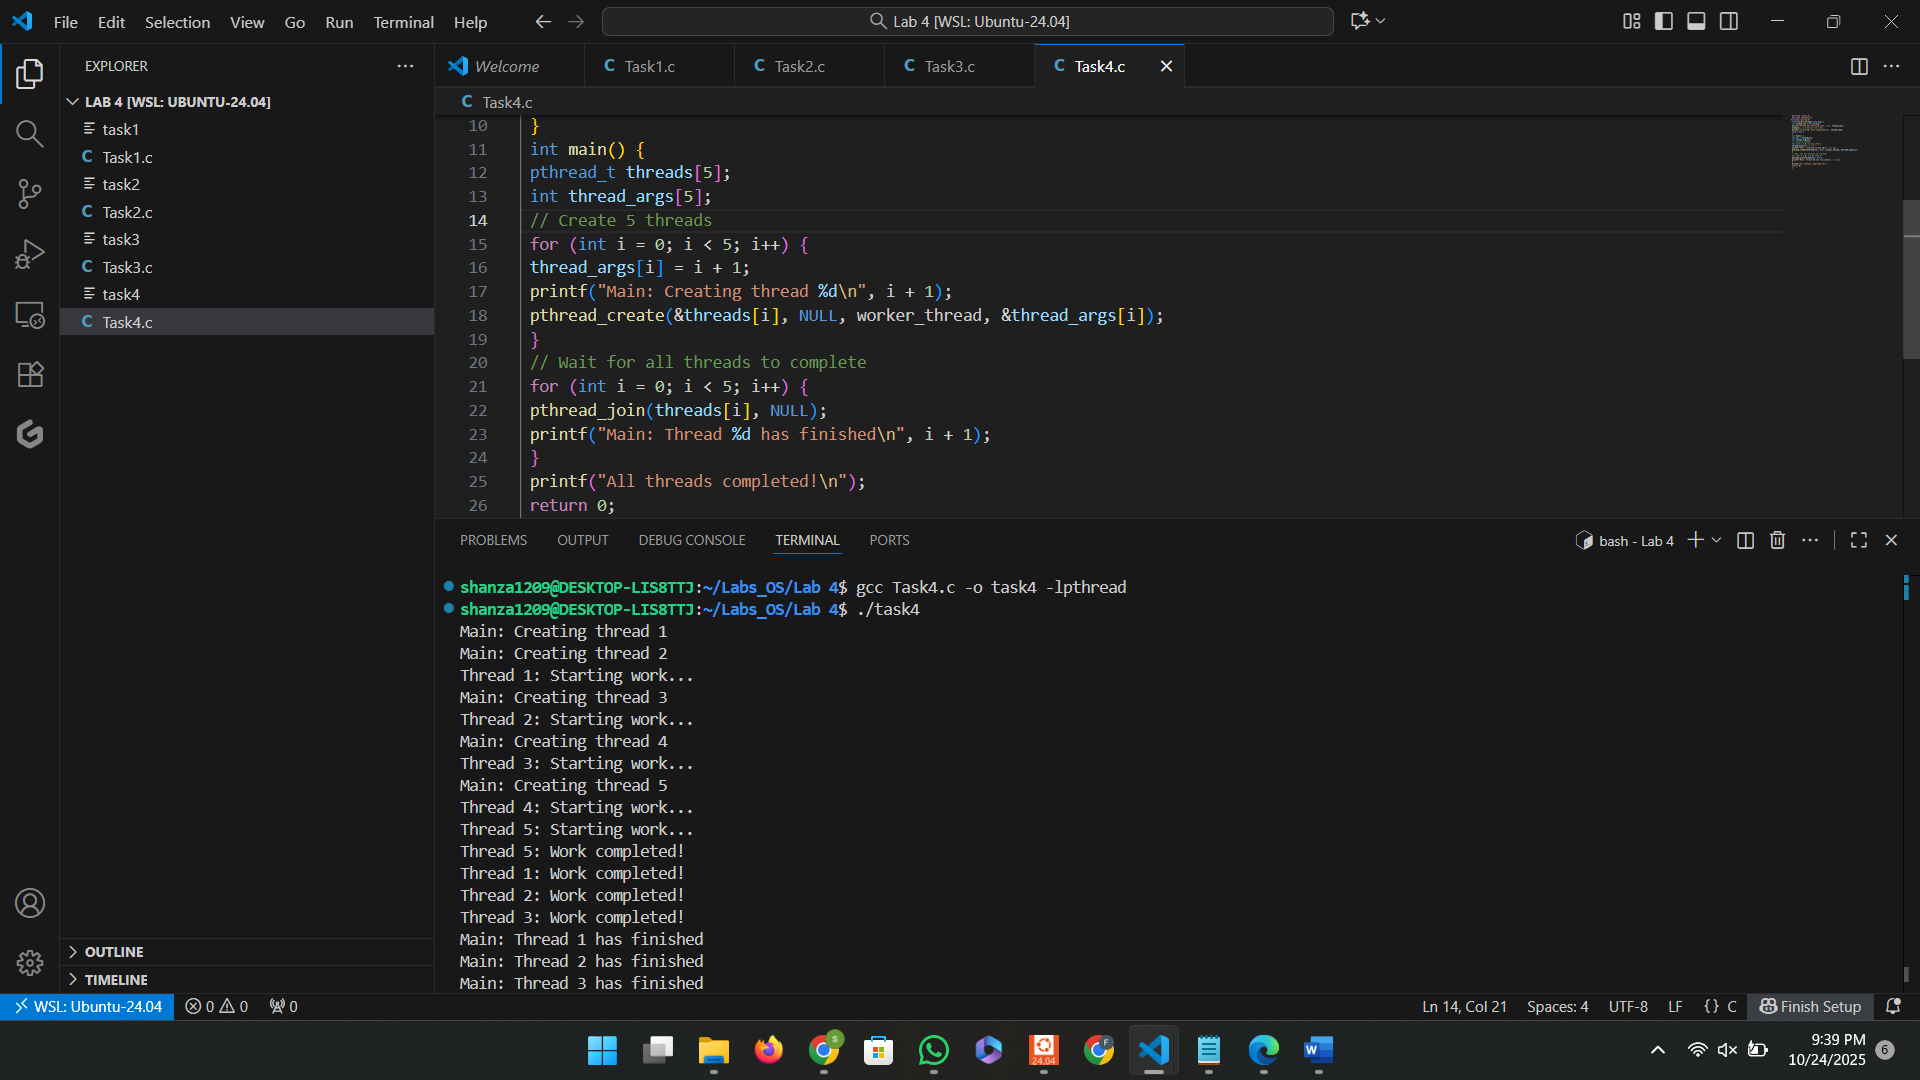 File Edit Selection View Go Run Terminal Help
Lab 4 [WSL: Ubuntu-24.04]
EXPLORER
LAB 4 [WSL: UBUNTU-24.04]
task1
C Task1.c
task2
C Task2.c
task3
C Task3.c
task4
C Task4.c
OUTLINE
TIMELINE
Welcome
C Task1.c
C Task2.c
C Task3.c
C Task4.c
C Task4.c
10 }
11 int main() {
12 pthread_t threads[5];
13 int thread_args[5];
14 // Create 5 threads
15 for (int i = 0; i < 5; i++) {
16 thread_args[i] = i + 1;
17 printf("Main: Creating thread %d\n", i + 1);
18 pthread_create(&threads[i], NULL, worker_thread, &thread_args[i]);
19 }
20 // Wait for all threads to complete
21 for (int i = 0; i < 5; i++) {
22 pthread_join(threads[i], NULL);
23 printf("Main: Thread %d has finished\n", i + 1);
24 }
25 printf("All threads completed!\n");
26 return 0;
PROBLEMS OUTPUT DEBUG CONSOLE TERMINAL PORTS
bash - Lab 4
shanza1209@DESKTOP-LIS8TTJ:~/Labs_OS/Lab 4$ gcc Task4.c -o task4 -lpthread
shanza1209@DESKTOP-LIS8TTJ:~/Labs_OS/Lab 4$ ./task4
Main: Creating thread 1
Main: Creating thread 2
Thread 1: Starting work...
Main: Creating thread 3
Thread 2: Starting work...
Main: Creating thread 4
Thread 3: Starting work...
Main: Creating thread 5
Thread 4: Starting work...
Thread 5: Starting work...
Thread 5: Work completed!
Thread 1: Work completed!
Thread 2: Work completed!
Thread 3: Work completed!
Main: Thread 1 has finished
Main: Thread 2 has finished
Main: Thread 3 has finished
WSL: Ubuntu-24.04 0 0 0
Ln 14, Col 21 Spaces: 4 UTF-8 LF {} C Finish Setup
S
24.04
F
W
9:39 PM
10/24/2025
6